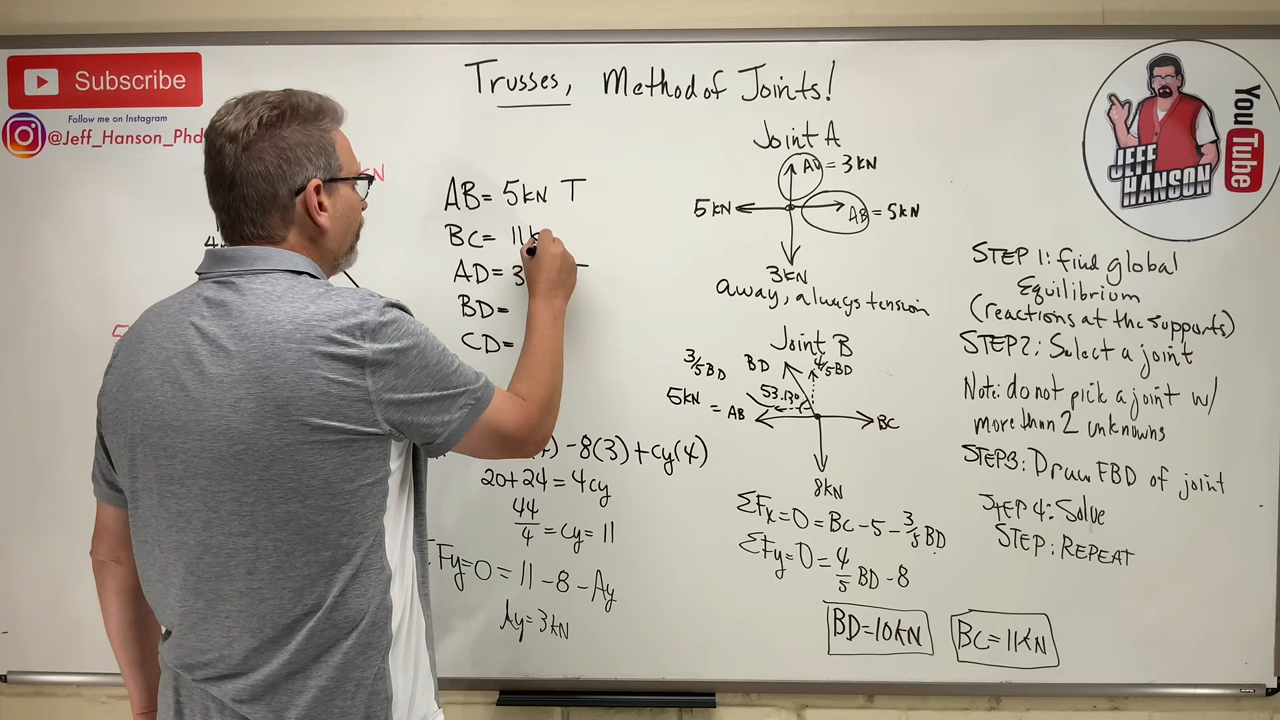 Subscribe
Follow me on Instagram
@Jeff_Hanson_Phd
Trusses, Method of Joints!
AB = 5KN T
BC = 11
AD = 3
BD =
CD =
- 8(3) + Cy(4)
20 + 24 = 4Cy
44/4 = Cy = 11
Fy = 0 = 11 - 8 - Ay
Ay = 3KN
Joint A
AD = 3KN
5KN
AB = 5KN
3KN
away, always tension
Joint B
3/5 BD
BD
4/5 BD
53.13°
5KN = AB
BC
8KN
ΣFx = 0 = BC - 5 - 3/5 BD
ΣFy = 0 = 4/5 BD - 8
BD = 10KN
BC = 11KN
STEP 1: find global
Equilibrium
(reactions at the supports)
STEP 2: Select a joint
Note: do not pick a joint w/
more than 2 unknowns
STEP 3: Draw FBD of joint
STEP 4: Solve
STEP: REPEAT
JEFF
HANSON
YouTube